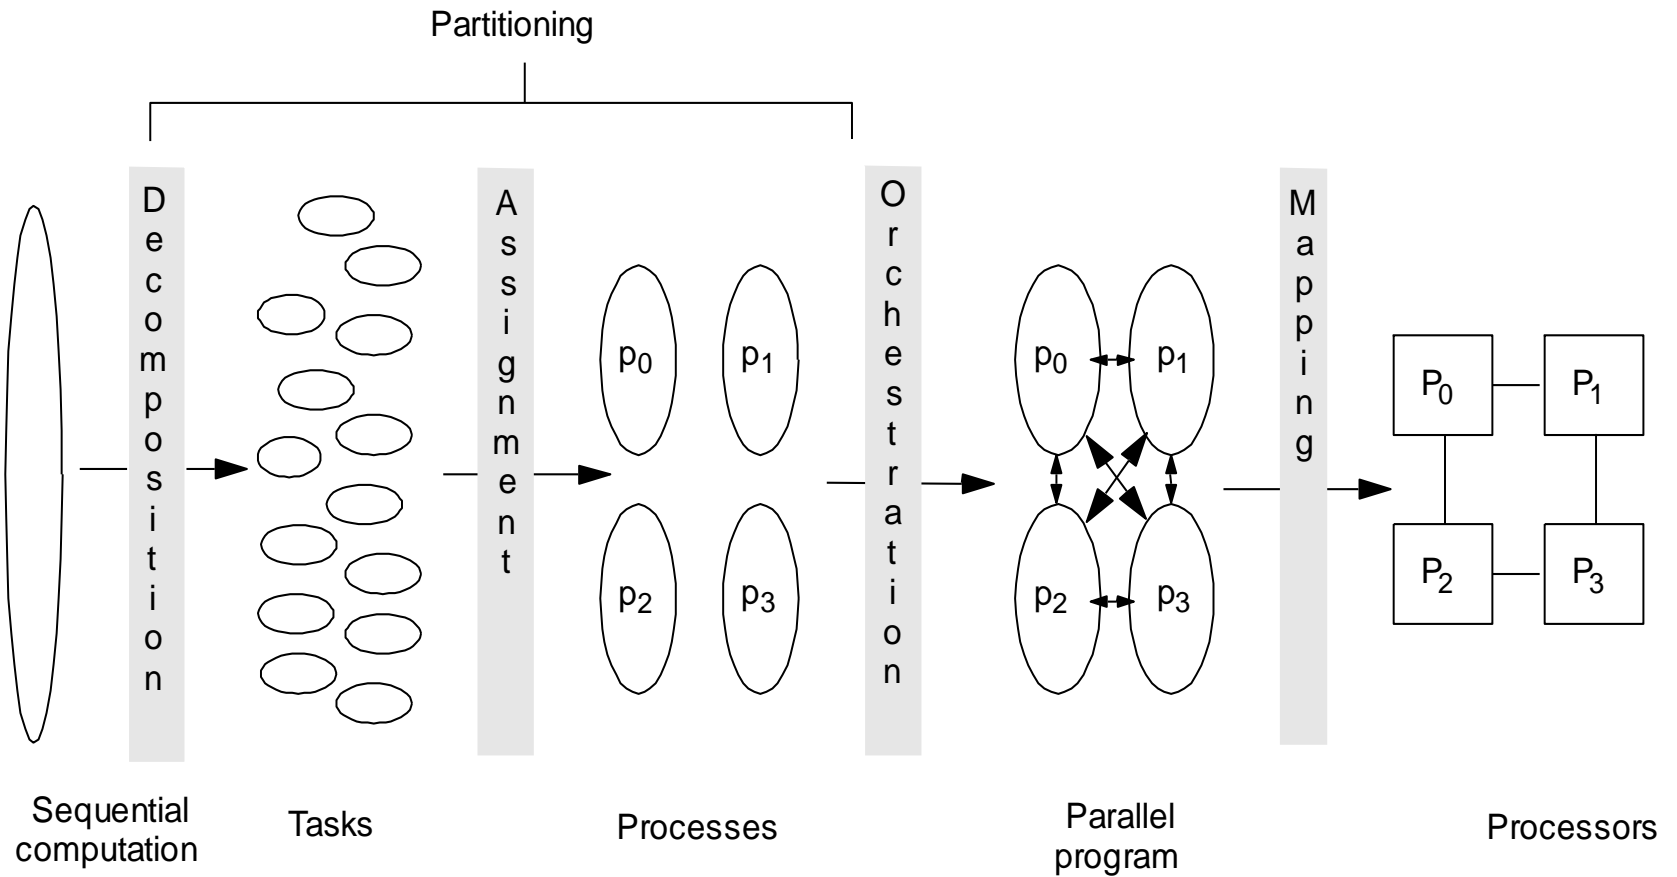 Partitioning
Decomposition
Assignment
Orchestration
Mapping
p0
p1
p2
p3
p0
p1
p2
p3
P0
P1
P2
P3
Sequential
computation
Tasks
Processes
Parallel
program
Processors